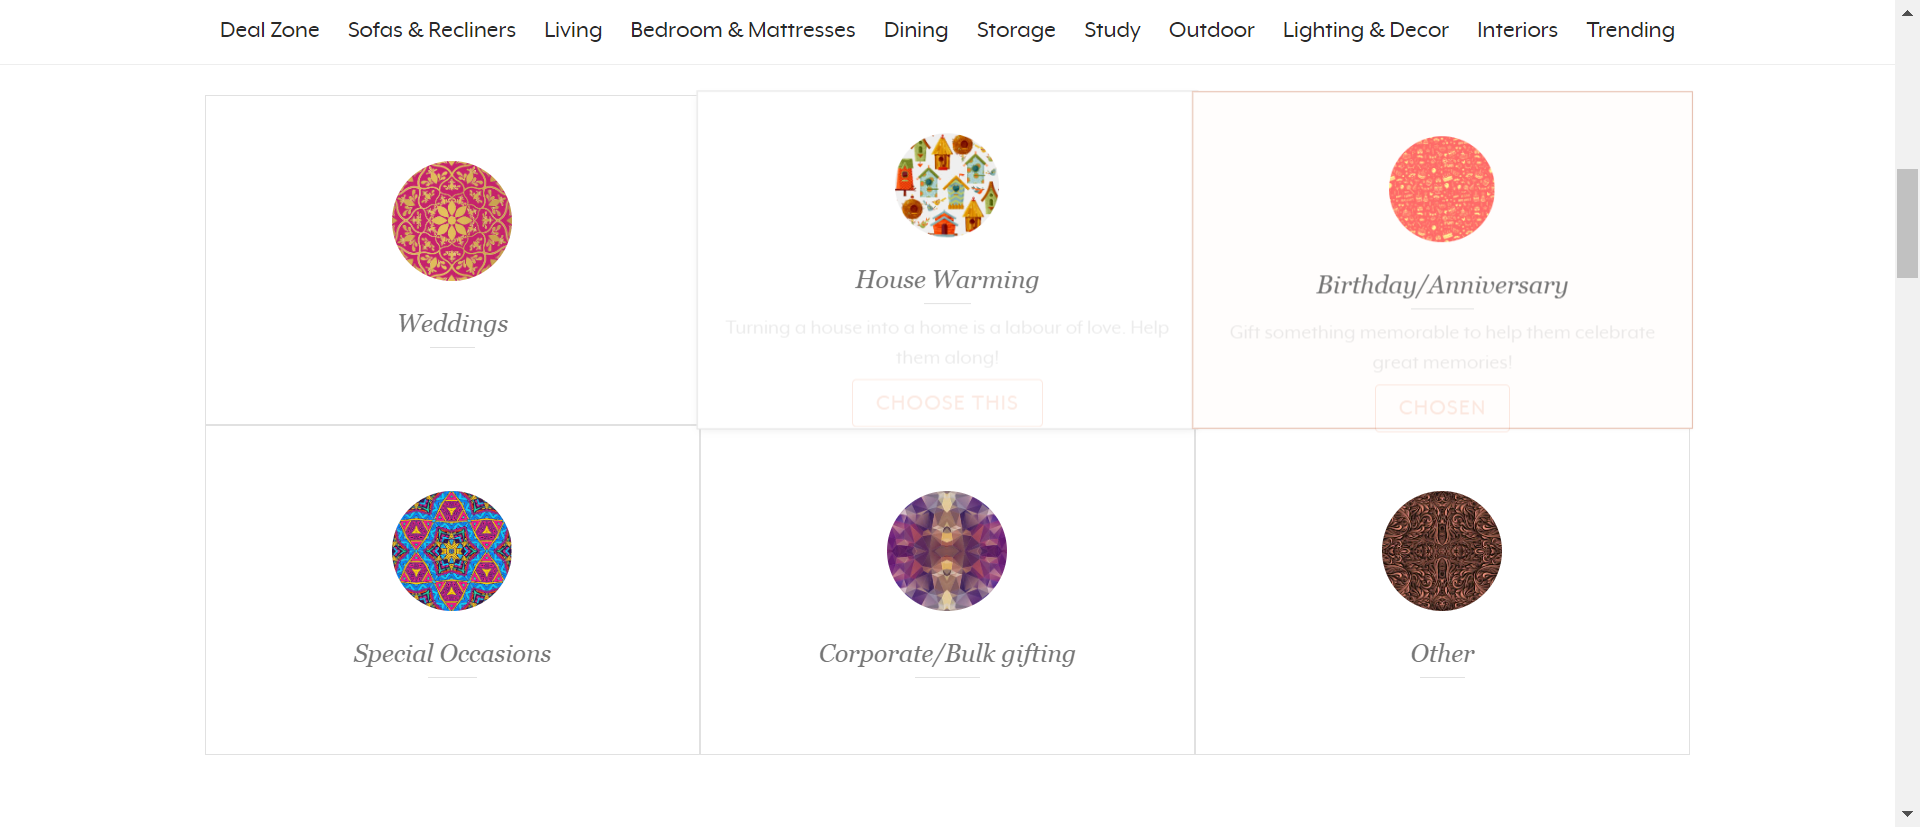 Deal Zone Sofas & Recliners Living Bedroom & Mattresses Dining Storage Study Outdoor Lighting & Decor Interiors Trending
Weddings
House Warming
Turning a house into a home is a labour of love. Help
them along!
CHOOSE THIS
Birthday/Anniversary
Gift something memorable to help them celebrate
great memories!
CHOSEN
Special Occasions
Corporate/Bulk gifting
Other